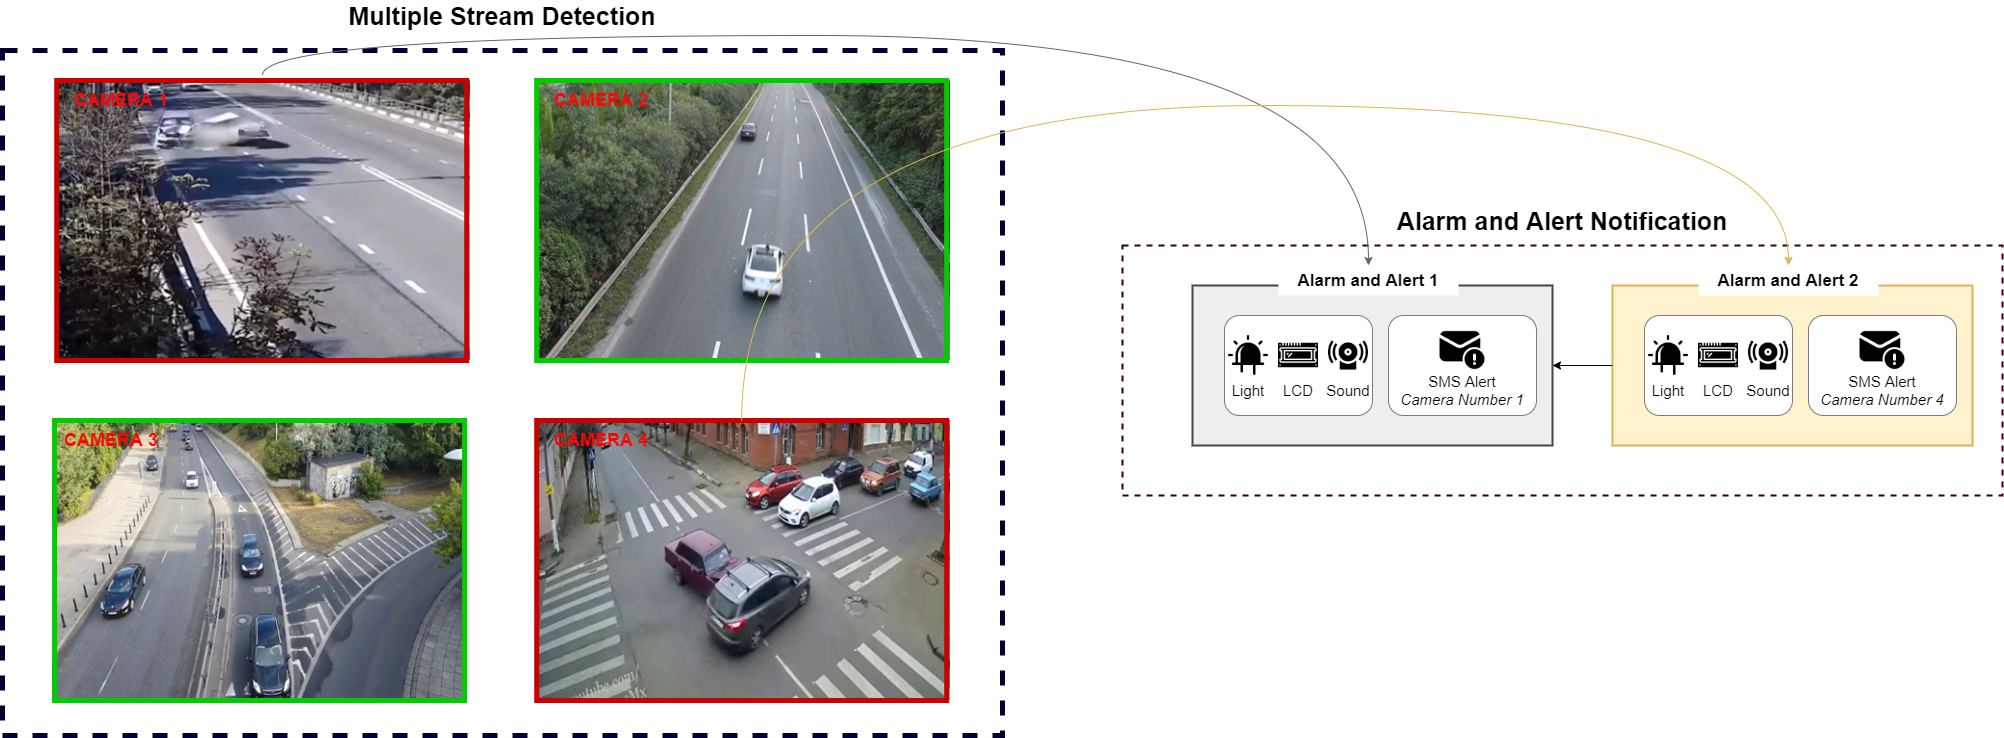 Multiple Stream Detection
CAMERA 1
CAMERA 2
CAMERA 3
CAMERA 4
Alarm and Alert Notification
Alarm and Alert 1
Light
LCD
Sound
SMS Alert
Camera Number 1
Alarm and Alert 2
Light
LCD
Sound
SMS Alert
Camera Number 4